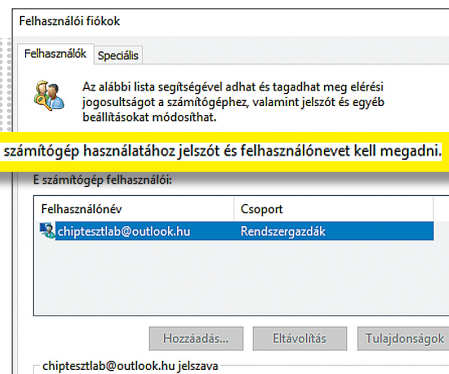 Felhasználói fiókok
Felhasználók Speciális
Az alábbi lista segítségével adhat és tagadhat meg elérési
jogosultságot a számítógéphez, valamint jelszót és egyéb
beállításokat módosíthat.
számítógép használatához jelszót és felhasználónevet kell megadni.
E számítógép felhasználói:
Felhasználónév Csoport
chiptesztlab@outlook.hu Rendszergazdák
Hozzáadás... Eltávolítás Tulajdonságok
chiptesztlab@outlook.hu jelszava